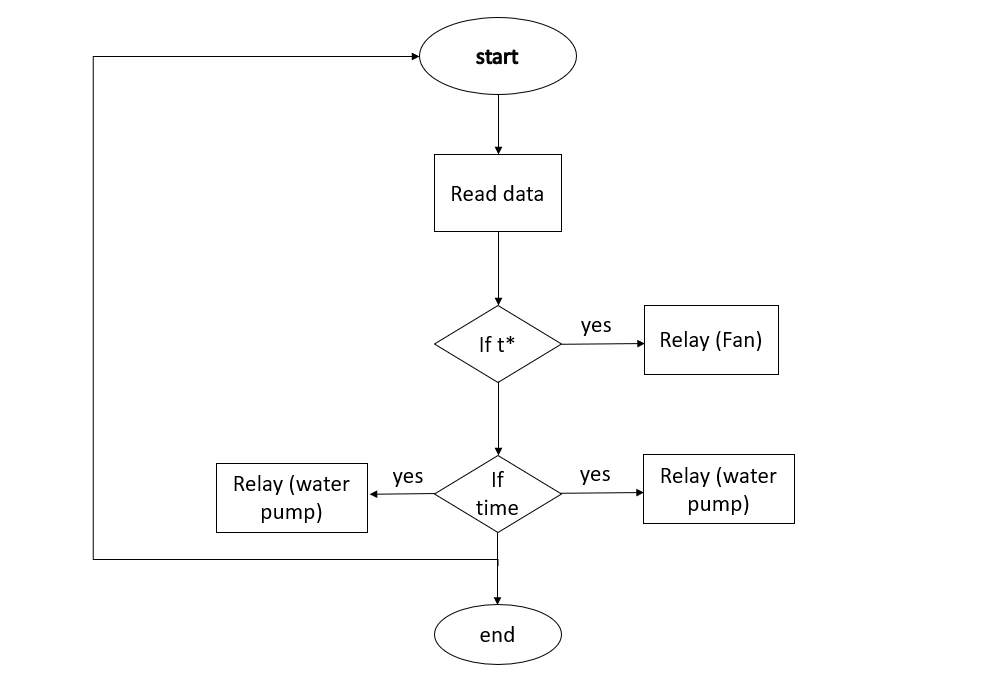 start
Read data
If t*
yes
Relay (Fan)
Relay (water
pump)
yes
If
time
yes
Relay (water
pump)
end